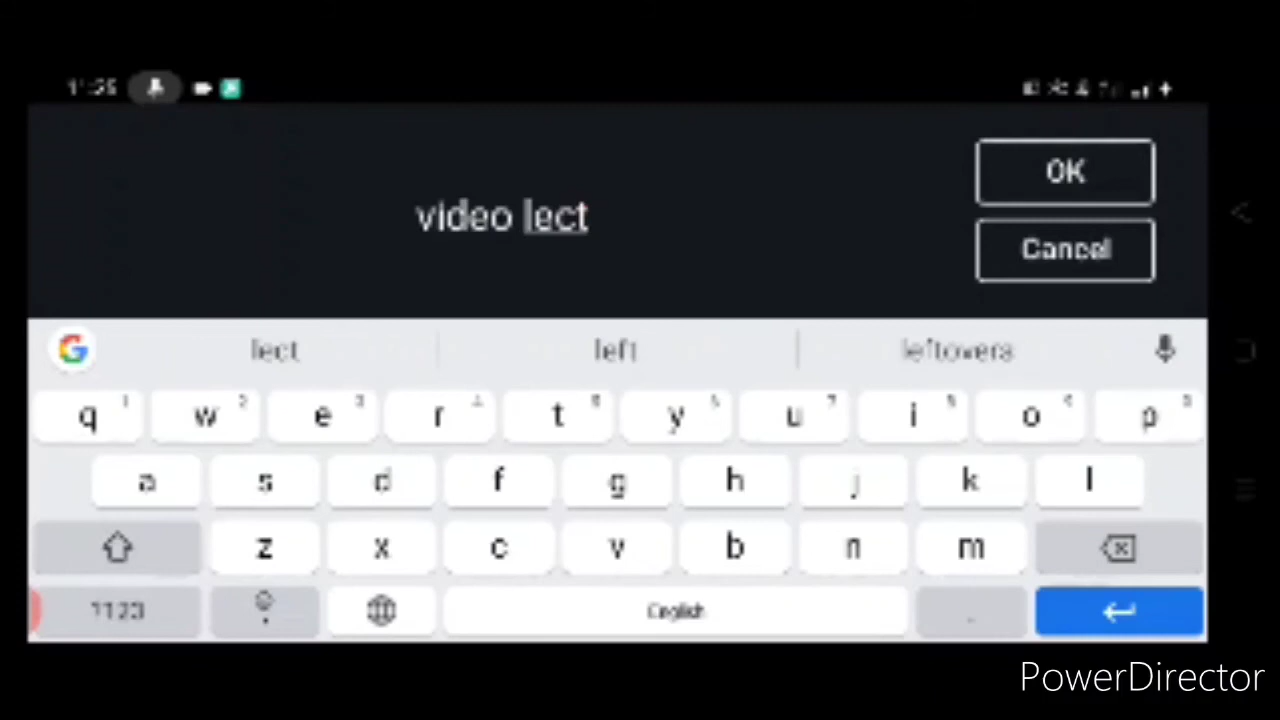 OK
video lect
Cancel
lect left leftovers
q w e r t y u i o p
a s d f g h j k l
z x c v b n m
English .
PowerDirector